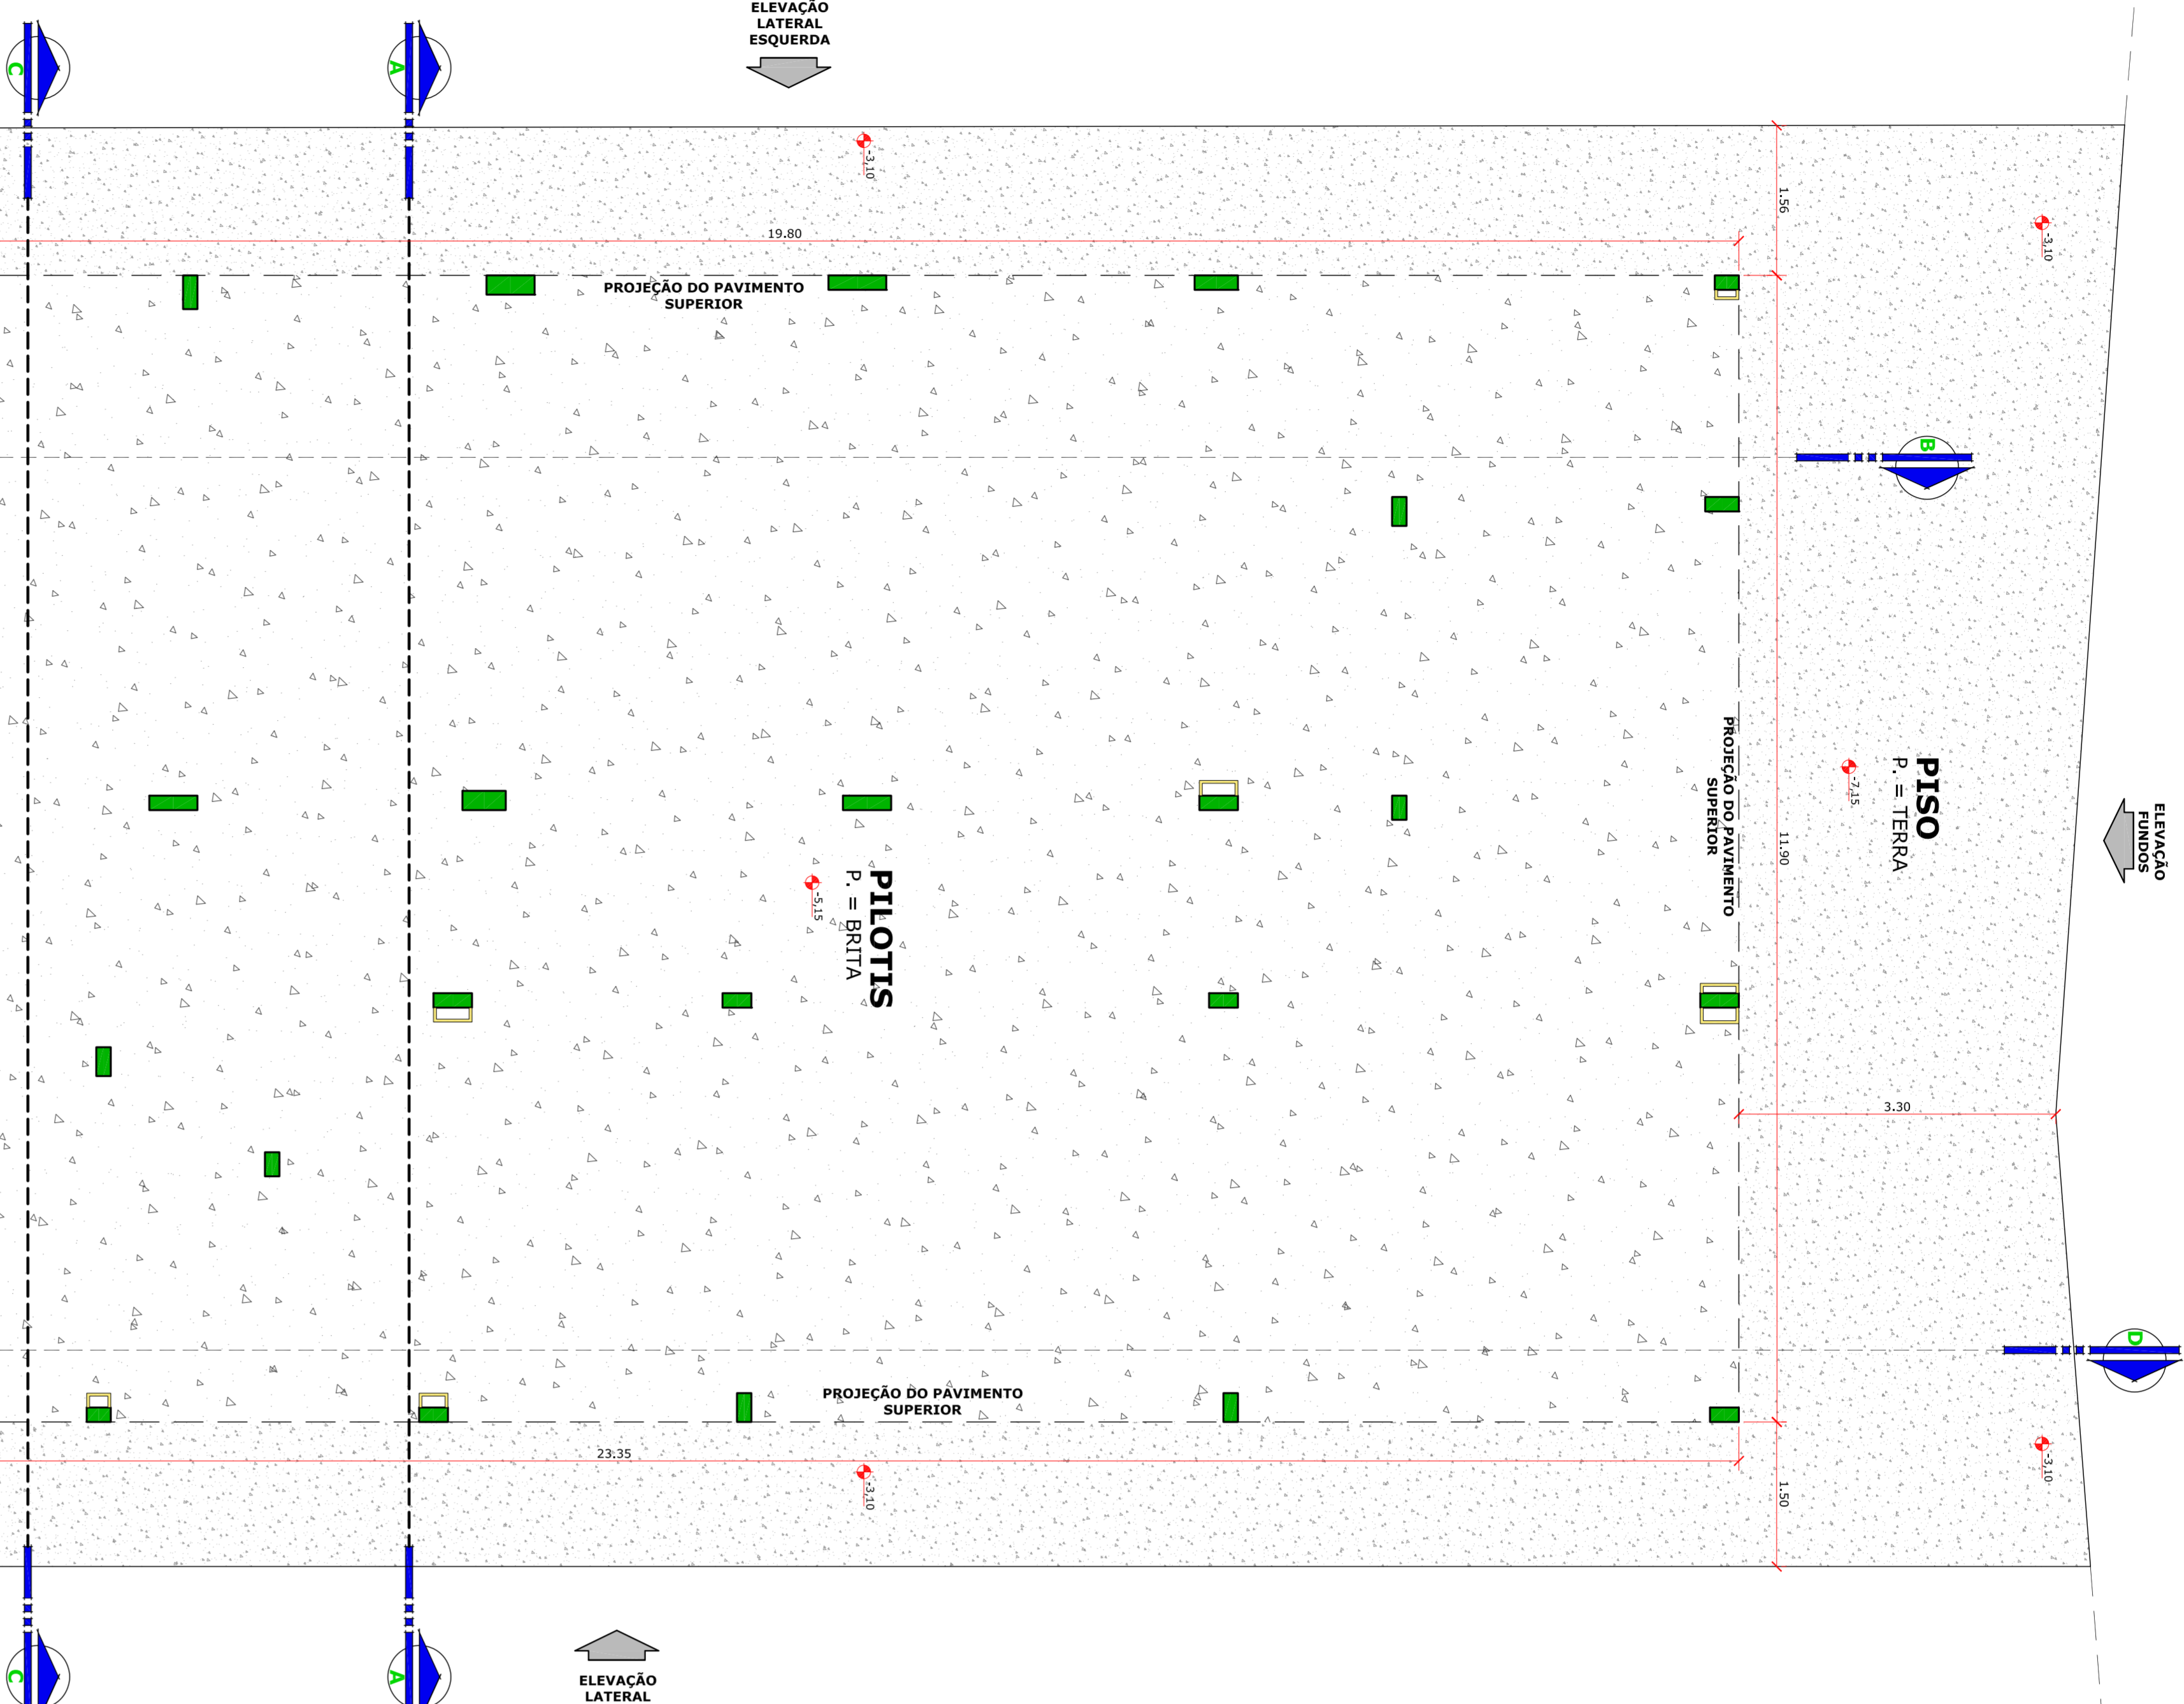 ELEVAÇÃO
LATERAL
ESQUERDA
C
A
-3,10
1.56
-3,10
19.80
PROJEÇÃO DO PAVIMENTO
SUPERIOR
B
PROJEÇÃO DO PAVIMENTO
SUPERIOR
PISO
P. = TERRA
-7,15
ELEVAÇÃO
FUNDOS
11.90
PILOTIS
P. = BRITA
-5,15
3.30
D
PROJEÇÃO DO PAVIMENTO
SUPERIOR
23.35
-3,10
-3,10
1.50
C
A
ELEVAÇÃO
LATERAL